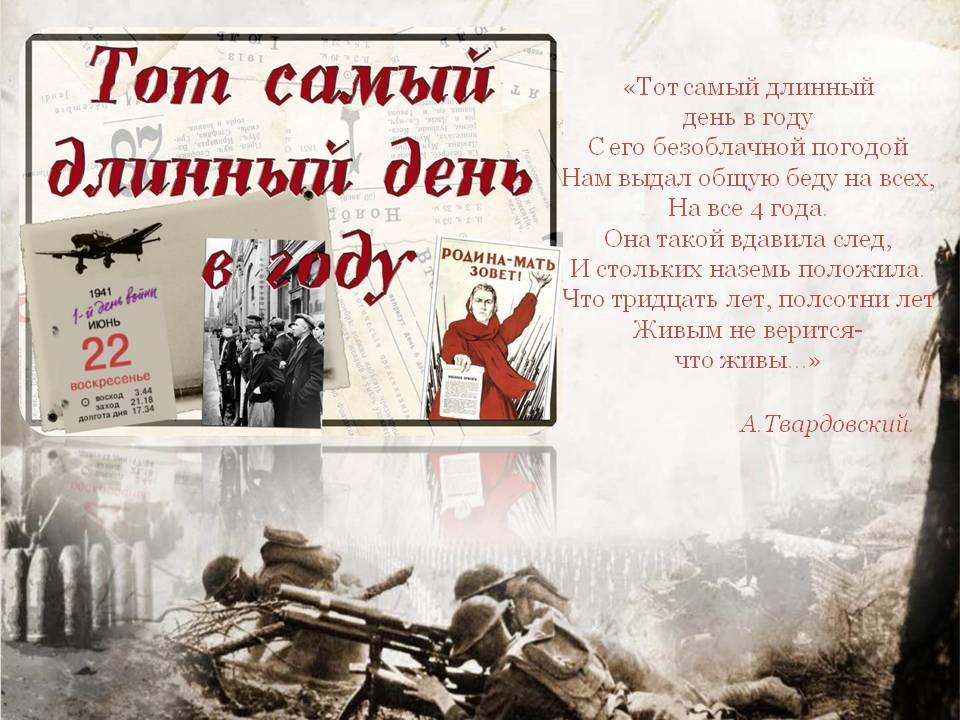 Тот самый
длинный день
в году
1941
1-й день войны
июнь
22
воскресенье
восход 3.44
заход 21.18
долгота дня 17.34
РОДИНА-МАТЬ
ЗОВЕТ!
«Тот самый длинный
день в году
С его безоблачной погодой
Нам выдал общую беду на всех,
На все 4 года.
Она такой вдавила след,
И стольких наземь положила.
Что тридцать лет, полсотни лет
Живым не верится-
что живы...»
А.Твардовский.